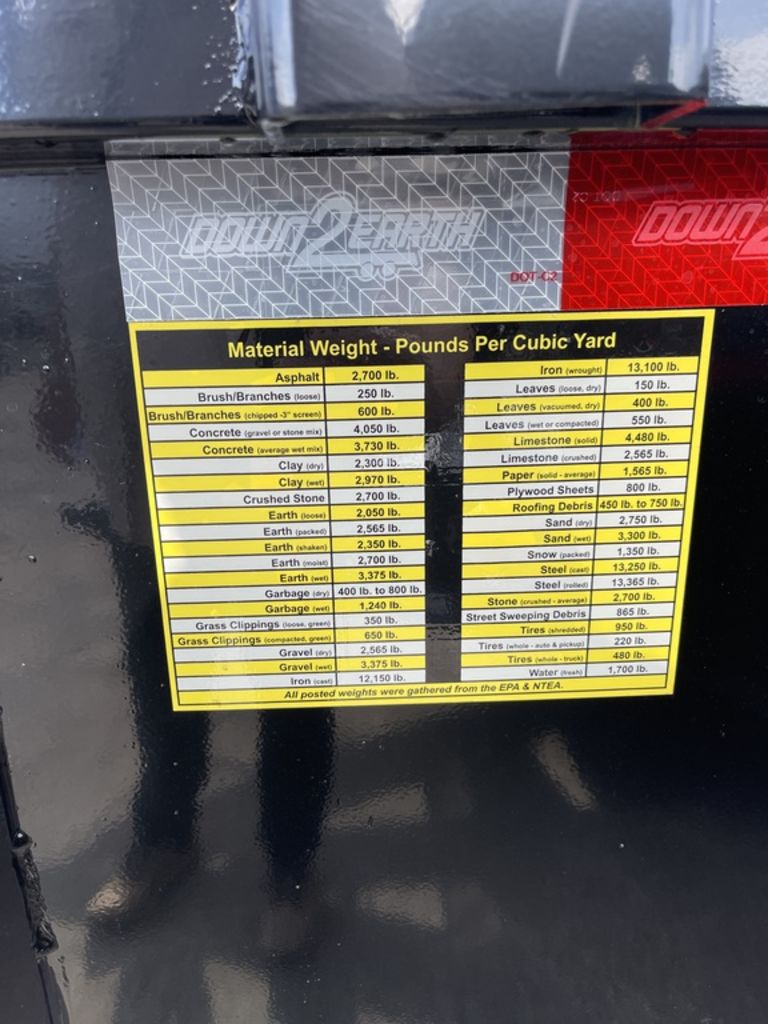 DOWN2EARTH
DOT-C2
DOT-C2
DOWN2
Material Weight - Pounds Per Cubic Yard
Asphalt 2,700 lb.
Brush/Branches (loose) 250 lb.
Brush/Branches (chipped -3" screen) 600 lb.
Concrete (gravel or stone mix) 4,050 lb.
Concrete (average wet mix) 3,730 lb.
Clay (dry) 2,300 lb.
Clay (wet) 2,970 lb.
Crushed Stone 2,700 lb.
Earth (loose) 2,050 lb.
Earth (packed) 2,565 lb.
Earth (shaken) 2,350 lb.
Earth (moist) 2,700 lb.
Earth (wet) 3,375 lb.
Garbage (dry) 400 lb. to 800 lb.
Garbage (wet) 1,240 lb.
Grass Clippings (loose, green) 350 lb.
Grass Clippings (compacted, green) 650 lb.
Gravel (dry) 2,565 lb.
Gravel (wet) 3,375 lb.
Iron (cast) 12,150 lb.
Iron (wrought) 13,100 lb.
Leaves (loose, dry) 150 lb.
Leaves (vacuumed, dry) 400 lb.
Leaves (wet or compacted) 550 lb.
Limestone (solid) 4,480 lb.
Limestone (crushed) 2,565 lb.
Paper (solid - average) 1,565 lb.
Plywood Sheets 800 lb.
Roofing Debris 450 lb. to 750 lb.
Sand (dry) 2,750 lb.
Sand (wet) 3,300 lb.
Snow (packed) 1,350 lb.
Steel (cast) 13,250 lb.
Steel (rolled) 13,365 lb.
Stone (crushed - average) 2,700 lb.
Street Sweeping Debris 865 lb.
Tires (shredded) 950 lb.
Tires (whole - auto & pickup) 220 lb.
Tires (whole - truck) 480 lb.
Water (fresh) 1,700 lb.
All posted weights were gathered from the EPA & NTEA.